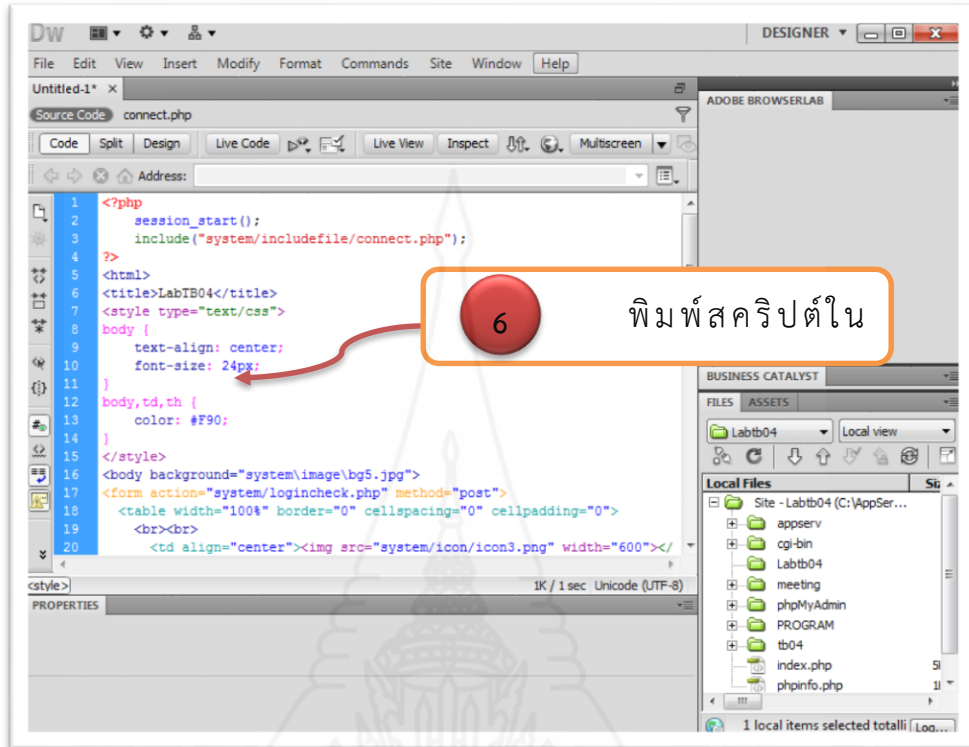 Dw DESIGNER
File Edit View Insert Modify Format Commands Site Window Help
Untitled-1* ×
Source Code connect.php
Code Split Design Live Code Live View Inspect Multiscreen
Address:
1 <?php
2 session_start();
3 include("system/includefile/connect.php");
4 ?>
5 <html>
6 <title>LabTB04</title>
7 <style type="text/css">
8 body {
9 text-align: center;
10 font-size: 24px;
11 }
12 body,td,th {
13 color: #F90;
14 }
15 </style>
16 <body background="system\image\bg5.jpg">
17 <form action="system/logincheck.php" method="post">
18 <table width="100%" border="0" cellspacing="0" cellpadding="0">
19 <br><br>
20 <td align="center"><img src="system/icon/icon3.png" width="600"></
<style> 1K / 1 sec Unicode (UTF-8)
PROPERTIES
6 พิมพ์สคริปต์ใน
ADOBE BROWSERLAB
BUSINESS CATALYST
FILES ASSETS
Labtb04 Local view
Local Files Siz
Site - Labtb04 (C:\AppSer...
appserv
cgi-bin
Labtb04
meeting
phpMyAdmin
PROGRAM
tb04
index.php
phpinfo.php
1 local items selected totalli Log...